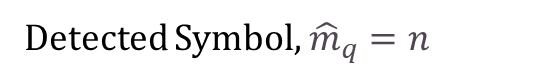 Detected Symbol, m̂_q = n